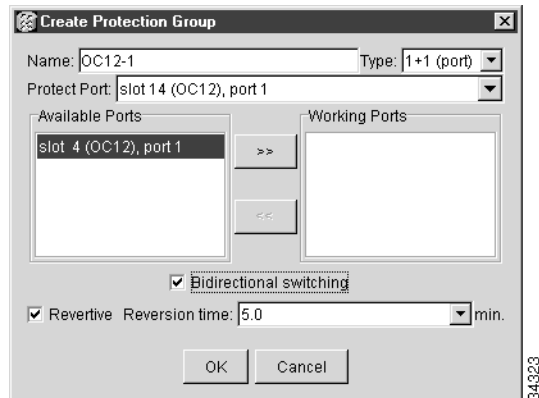 Create Protection Group
Name: OC12-1 Type: 1+1 (port)
Protect Port: slot 14 (OC12), port 1
Available Ports Working Ports
slot 4 (OC12), port 1
>>
<<
Bidirectional switching
Revertive Reversion time: 5.0 min.
OK Cancel
34323